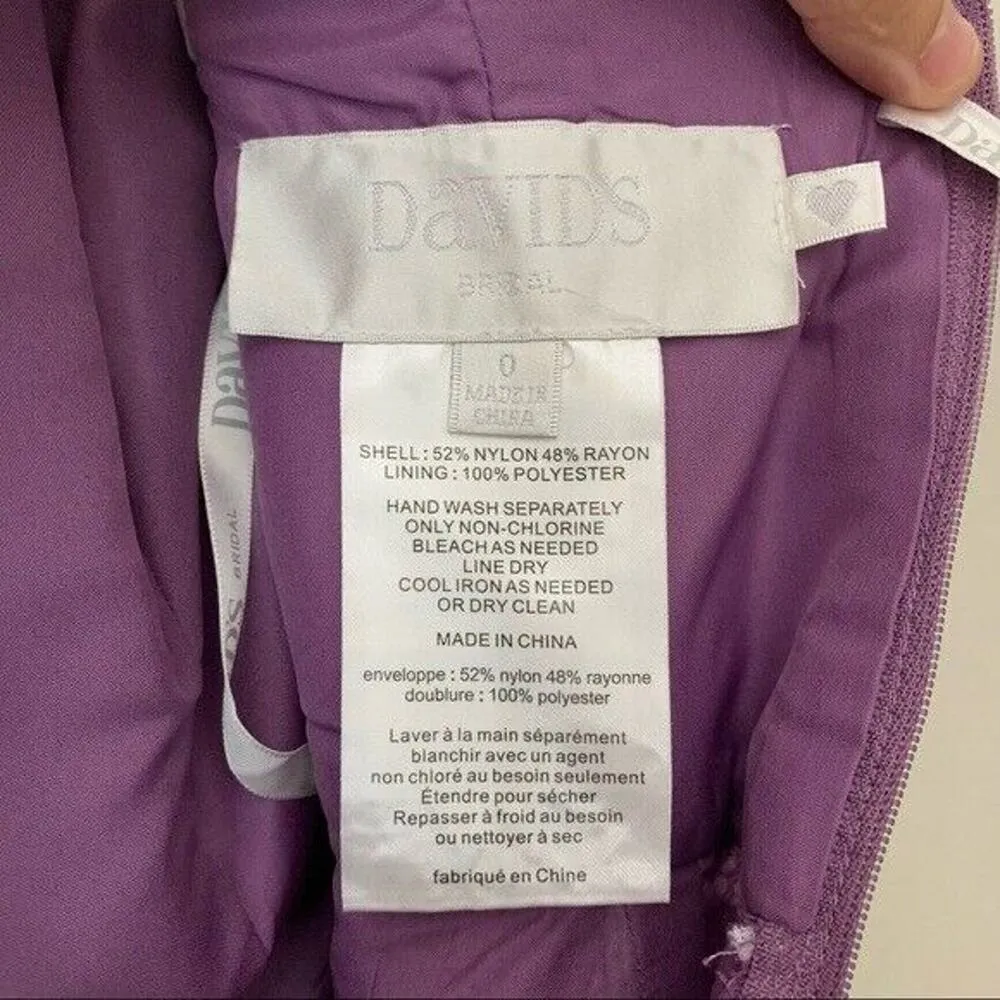 DaVID'S
BRIDAL
0
MADE IN
CHINA
SHELL : 52% NYLON 48% RAYON
LINING : 100% POLYESTER
HAND WASH SEPARATELY
ONLY NON-CHLORINE
BLEACH AS NEEDED
LINE DRY
COOL IRON AS NEEDED
OR DRY CLEAN
MADE IN CHINA
enveloppe : 52% nylon 48% rayonne
doublure : 100% polyester
Laver à la main séparément
blanchir avec un agent
non chloré au besoin seulement
Étendre pour sécher
Repasser à froid au besoin
ou nettoyer à sec
fabriqué en Chine
Dav
BRIDAL
D'S
Da